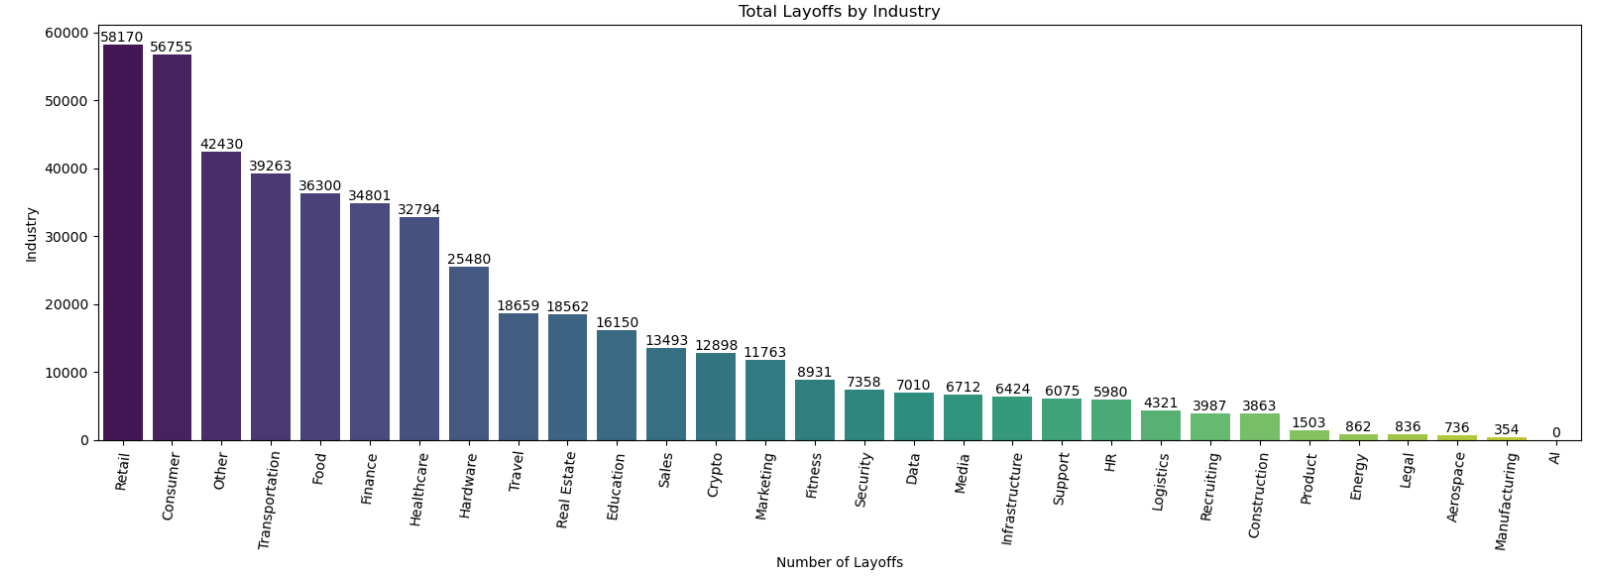 Total Layoffs by Industry
60000
50000
40000
30000
20000
10000
0
Industry
58170
56755
42430
39263
36300
34801
32794
25480
18659
18562
16150
13493
12898
11763
8931
7358
7010
6712
6424
6075
5980
4321
3987
3863
1503
862
836
736
354
0
Retail
Consumer
Other
Transportation
Food
Finance
Healthcare
Hardware
Travel
Real Estate
Education
Sales
Crypto
Marketing
Fitness
Security
Data
Media
Infrastructure
Support
HR
Logistics
Recruiting
Construction
Product
Energy
Legal
Aerospace
Manufacturing
AI
Number of Layoffs